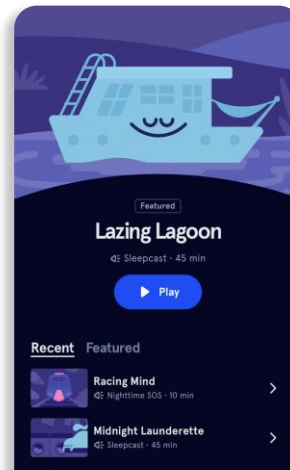 Featured
Lazing Lagoon
Sleepcast · 45 min
Play
Recent Featured
Racing Mind
Nighttime SOS · 10 min
Midnight Launderette
Sleepcast · 45 min